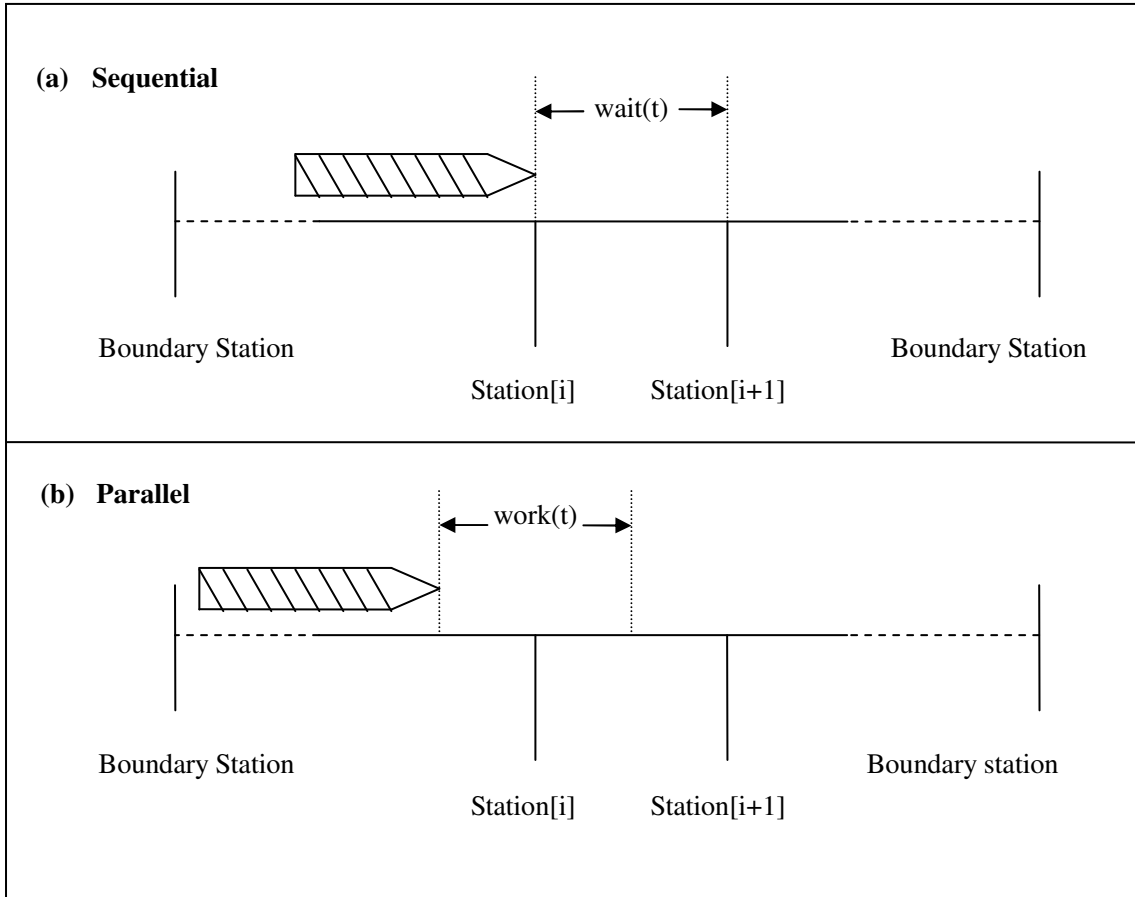 (a) Sequential
wait(t)
Boundary Station
Boundary Station
Station[i]
Station[i+1]
(b) Parallel
work(t)
Boundary Station
Boundary station
Station[i]
Station[i+1]